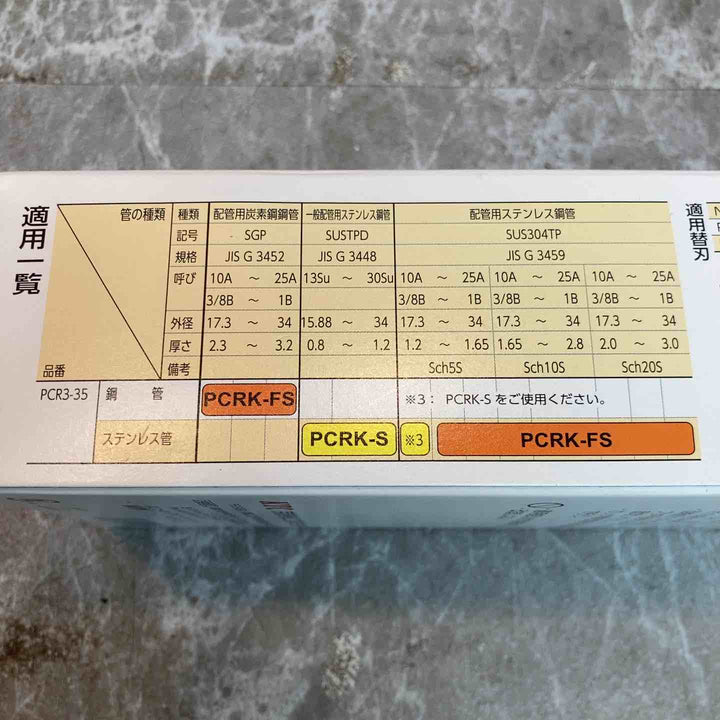 適用一覧
管の種類 種類 配管用炭素鋼鋼管 一般配管用ステンレス鋼管 配管用ステンレス鋼管
記号 SGP SUSTPD SUS304TP
規格 JIS G 3452 JIS G 3448 JIS G 3459
呼び 10A ～ 25A 13Su ～ 30Su 10A ～ 25A 10A ～ 25A 10A ～ 25A
3/8B ～ 1B 3/8B ～ 1B 3/8B ～ 1B 3/8B ～ 1B
外径 17.3 ～ 34 15.88 ～ 34 17.3 ～ 34 17.3 ～ 34 17.3 ～ 34
厚さ 2.3 ～ 3.2 0.8 ～ 1.2 1.2 ～ 1.65 1.65 ～ 2.8 2.0 ～ 3.0
品番 備考 Sch5S Sch10S Sch20S
PCR3-35 鋼 管 PCRK-FS ※3： PCRK-Sをご使用ください。
ステンレス管 PCRK-S ※3 PCRK-FS
適用替刃